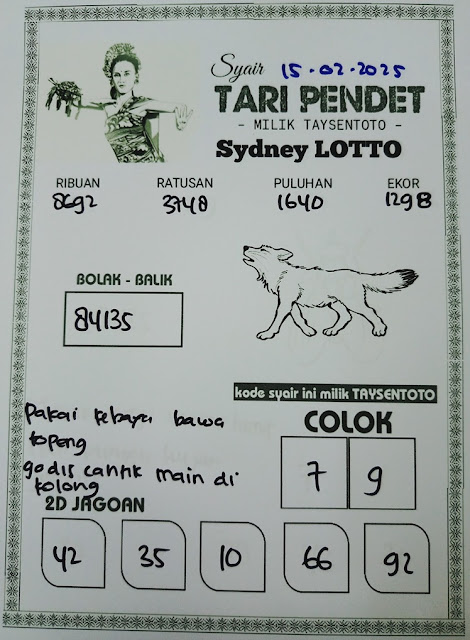 Syair 15.02.2025
TARI PENDET
- MILIK TAYSENTOTO -
Sydney LOTTO
RIBUAN RATUSAN PULUHAN EKOR
8692 3748 1640 1298
BOLAK - BALIK
84135
kode syair ini milik TAYSENTOTO
pakai kebaya bawa
topeng
gadis cantik main di
kolong
COLOK
7 9
2D JAGOAN
42 35 10 66 92